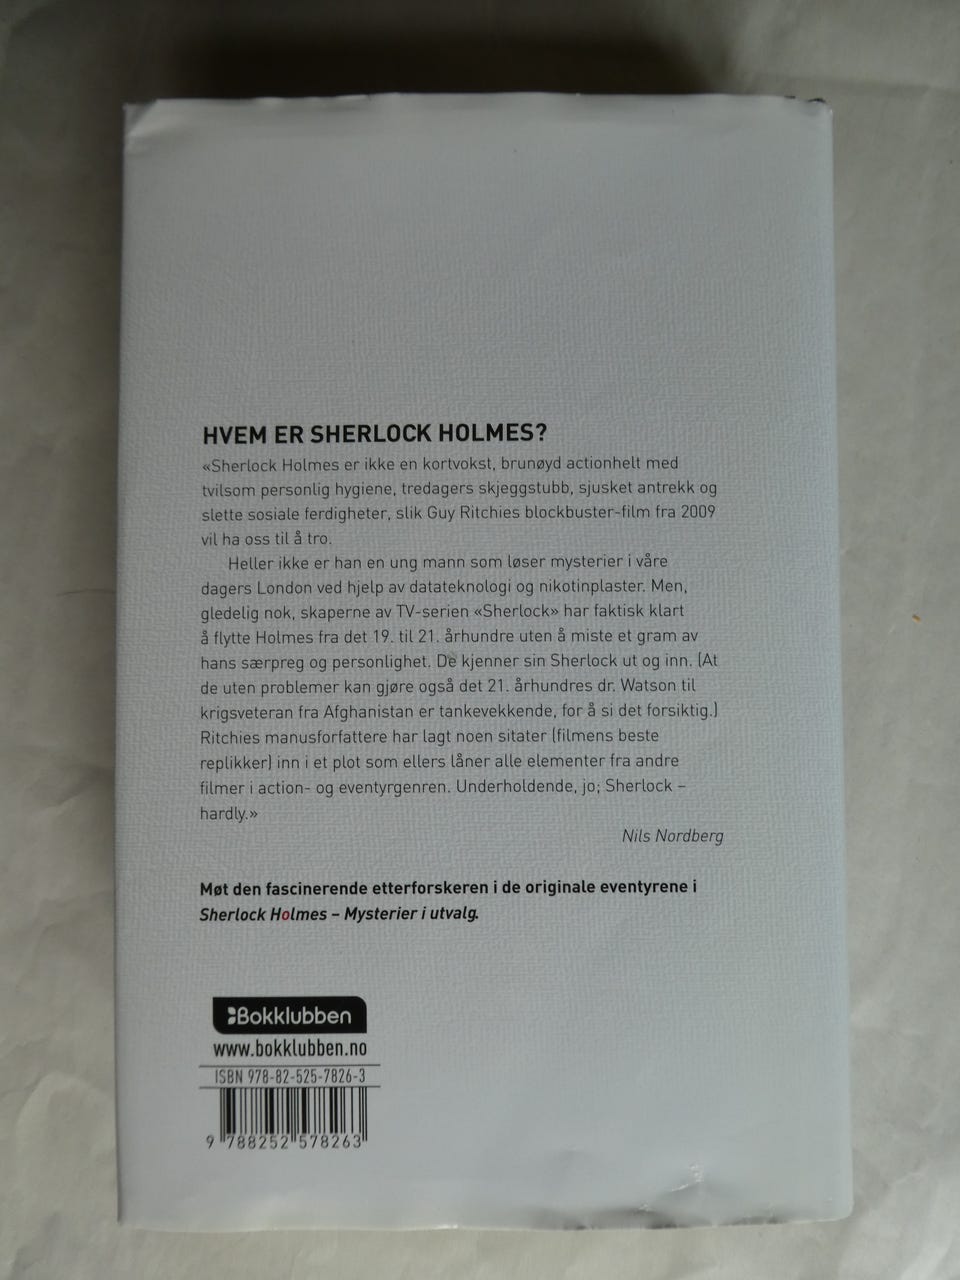 HVEM ER SHERLOCK HOLMES?
«Sherlock Holmes er ikke en kortvokst, brunøyd actionhelt med
tvilsom personlig hygiene, tredagers skjeggstubb, sjusket antrekk og
slette sosiale ferdigheter, slik Guy Ritchies blockbuster-film fra 2009
vil ha oss til å tro.
Heller ikke er han en ung mann som løser mysterier i våre
dagers London ved hjelp av datateknologi og nikotinplaster. Men,
gledelig nok, skaperne av TV-serien «Sherlock» har faktisk klart
å flytte Holmes fra det 19. til 21. århundre uten å miste et gram av
hans særpreg og personlighet. De kjenner sin Sherlock ut og inn. (At
de uten problemer kan gjøre også det 21. århundres dr. Watson til
krigsveteran fra Afghanistan er tankevekkende, for å si det forsiktig.)
Ritchies manusforfattere har lagt noen sitater (filmens beste
replikker) inn i et plot som ellers låner alle elementer fra andre
filmer i action- og eventyrgenren. Underholdende, jo; Sherlock –
hardly.»
Nils Nordberg
Møt den fascinerende etterforskeren i de originale eventyrene i
Sherlock Holmes – Mysterier i utvalg.
Bokklubben
www.bokklubben.no
ISBN 978-82-525-7826-3
9 788252 578263